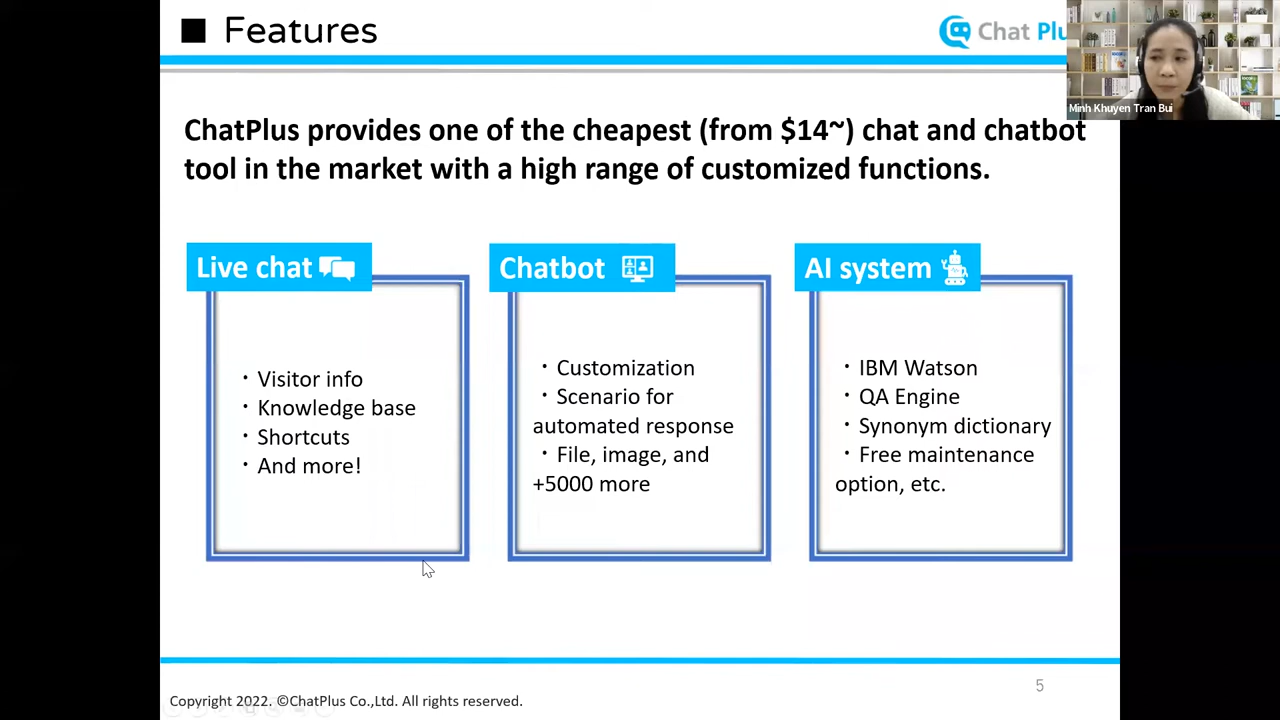 ■ Features
Chat Plu
Minh Khuyen Tran Bui
ChatPlus provides one of the cheapest (from $14~) chat and chatbot
tool in the market with a high range of customized functions.
Live chat
・Visitor info
・Knowledge base
・Shortcuts
・And more!
Chatbot
・Customization
・Scenario for
automated response
・File, image, and
+5000 more
AI system
・IBM Watson
・QA Engine
・Synonym dictionary
・Free maintenance
option, etc.
5
Copyright 2022. ©ChatPlus Co.,Ltd. All rights reserved.